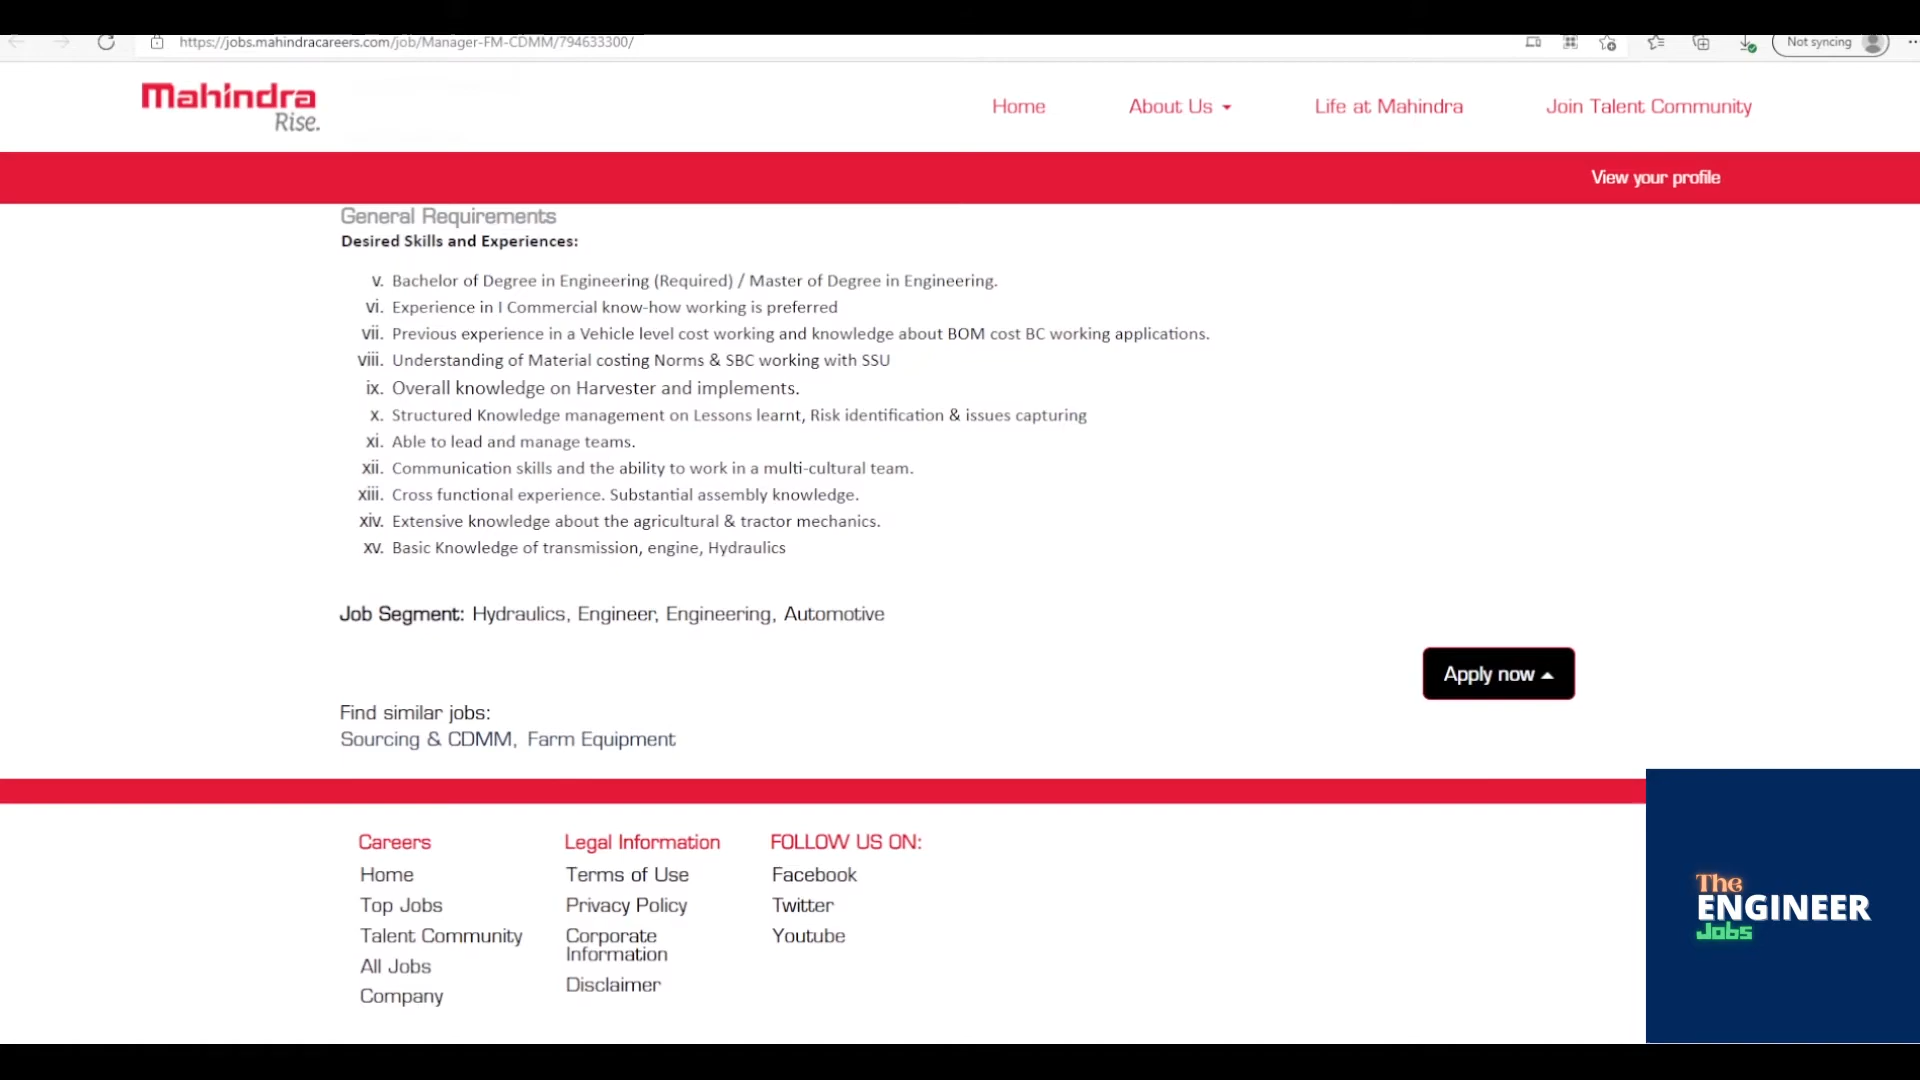 https://jobs.mahindracareers.com/job/Manager-FM-CDMM/794633300/
Not syncing
Mahindra
Rise.
Home
About Us
Life at Mahindra
Join Talent Community
View your profile
General Requirements
Desired Skills and Experiences:
v. Bachelor of Degree in Engineering (Required) / Master of Degree in Engineering.
vi. Experience in I Commercial know-how working is preferred
vii. Previous experience in a Vehicle level cost working and knowledge about BOM cost BC working applications.
viii. Understanding of Material costing Norms & SBC working with SSU
ix. Overall knowledge on Harvester and implements.
x. Structured Knowledge management on Lessons learnt, Risk identification & issues capturing
xi. Able to lead and manage teams.
xii. Communication skills and the ability to work in a multi-cultural team.
xiii. Cross functional experience. Substantial assembly knowledge.
xiv. Extensive knowledge about the agricultural & tractor mechanics.
xv. Basic Knowledge of transmission, engine, Hydraulics
Job Segment: Hydraulics, Engineer, Engineering, Automotive
Apply now
Find similar jobs:
Sourcing & CDMM, Farm Equipment
Careers
Home
Top Jobs
Talent Community
All Jobs
Company
Legal Information
Terms of Use
Privacy Policy
Corporate
Information
Disclaimer
FOLLOW US ON:
Facebook
Twitter
Youtube
The
ENGINEER
Jobs